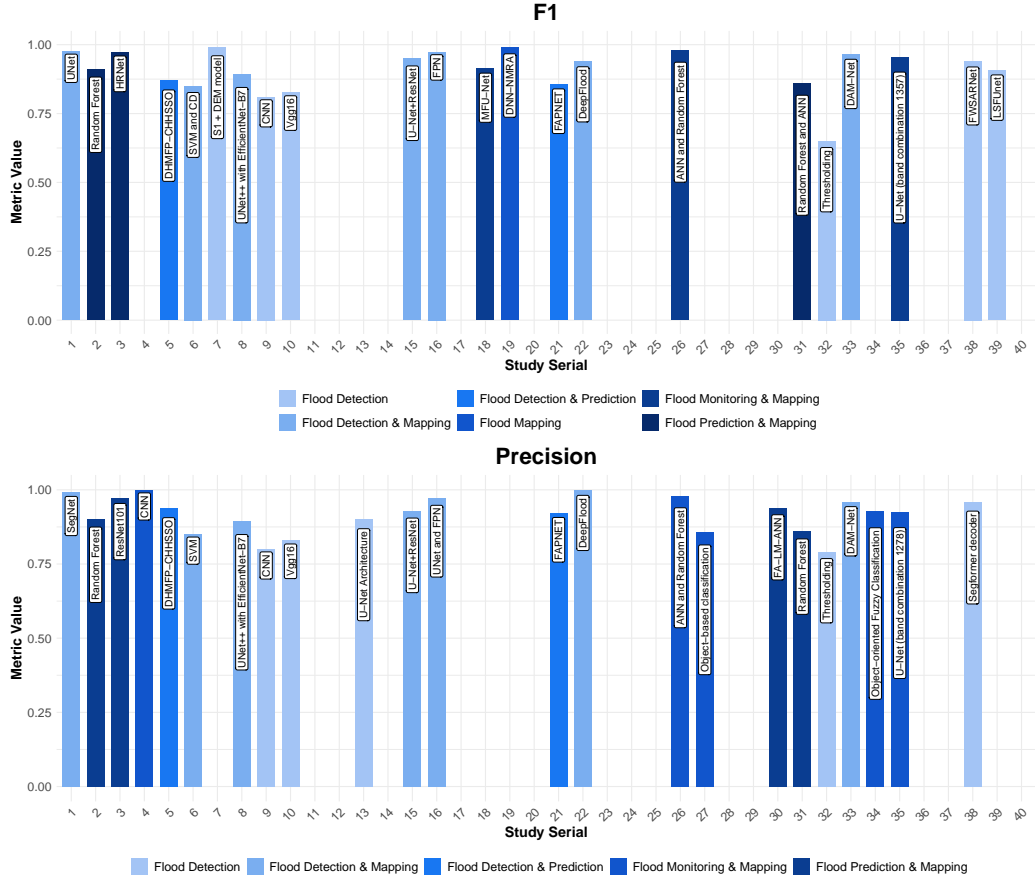 F1
Metric Value
1.00
0.75
0.50
0.25
0.00
UNet
Random Forest
HRNet
DHMFP−CHHSSO
SVM and CD
S1 + DEM model
UNet++ with EfficientNet−B7
CNN
Vgg16
U−Net+ResNet
FPN
MFU−Net
DNN−NMRA
FAPNET
DeepFlood
ANN and Random Forest
Random Forest and ANN
Thresholding
DAM−Net
U−Net (band combination 1357)
FWSARNet
LSFUnet
1 2 3 4 5 6 7 8 9 10 11 12 13 14 15 16 17 18 19 20 21 22 23 24 25 26 27 28 29 30 31 32 33 34 35 36 37 38 39 40
Study Serial
Flood Detection Flood Detection & Prediction Flood Monitoring & Mapping
Flood Detection & Mapping Flood Mapping Flood Prediction & Mapping
Precision
Metric Value
1.00
0.75
0.50
0.25
0.00
SegNet
Random Forest
ResNet101
CNN
DHMFP−CHHSSO
SVM
UNet++ with EfficientNet−B7
CNN
Vgg16
U−Net Architecture
U−Net+ResNet
UNet and FPN
FAPNET
DeepFlood
ANN and Random Forest
Object−based classification
FA−LM−ANN
Random Forest
Thresholding
DAM−Net
Object−oriented Fuzzy Classification
U−Net (band combination 1278)
Segformer decoder
1 2 3 4 5 6 7 8 9 10 11 12 13 14 15 16 17 18 19 20 21 22 23 24 25 26 27 28 29 30 31 32 33 34 35 36 37 38 39 40
Study Serial
Flood Detection Flood Detection & Mapping Flood Detection & Prediction Flood Monitoring & Mapping Flood Prediction & Mapping